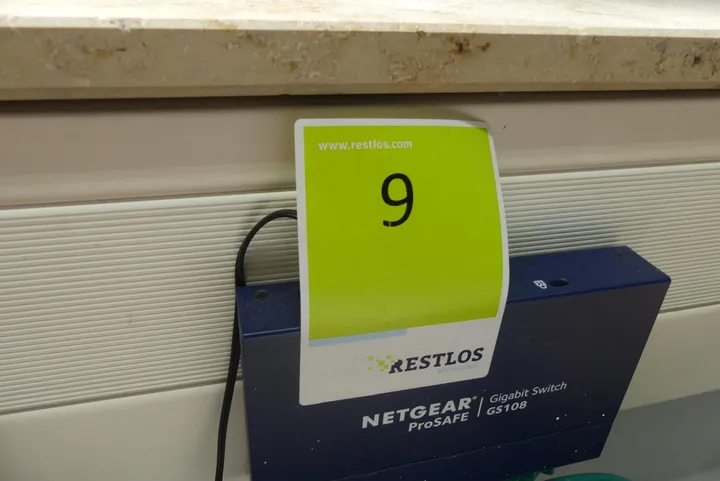 www.restlos.com
9
RESTLOS
NETGEAR®
ProSAFE
Gigabit Switch
GS108